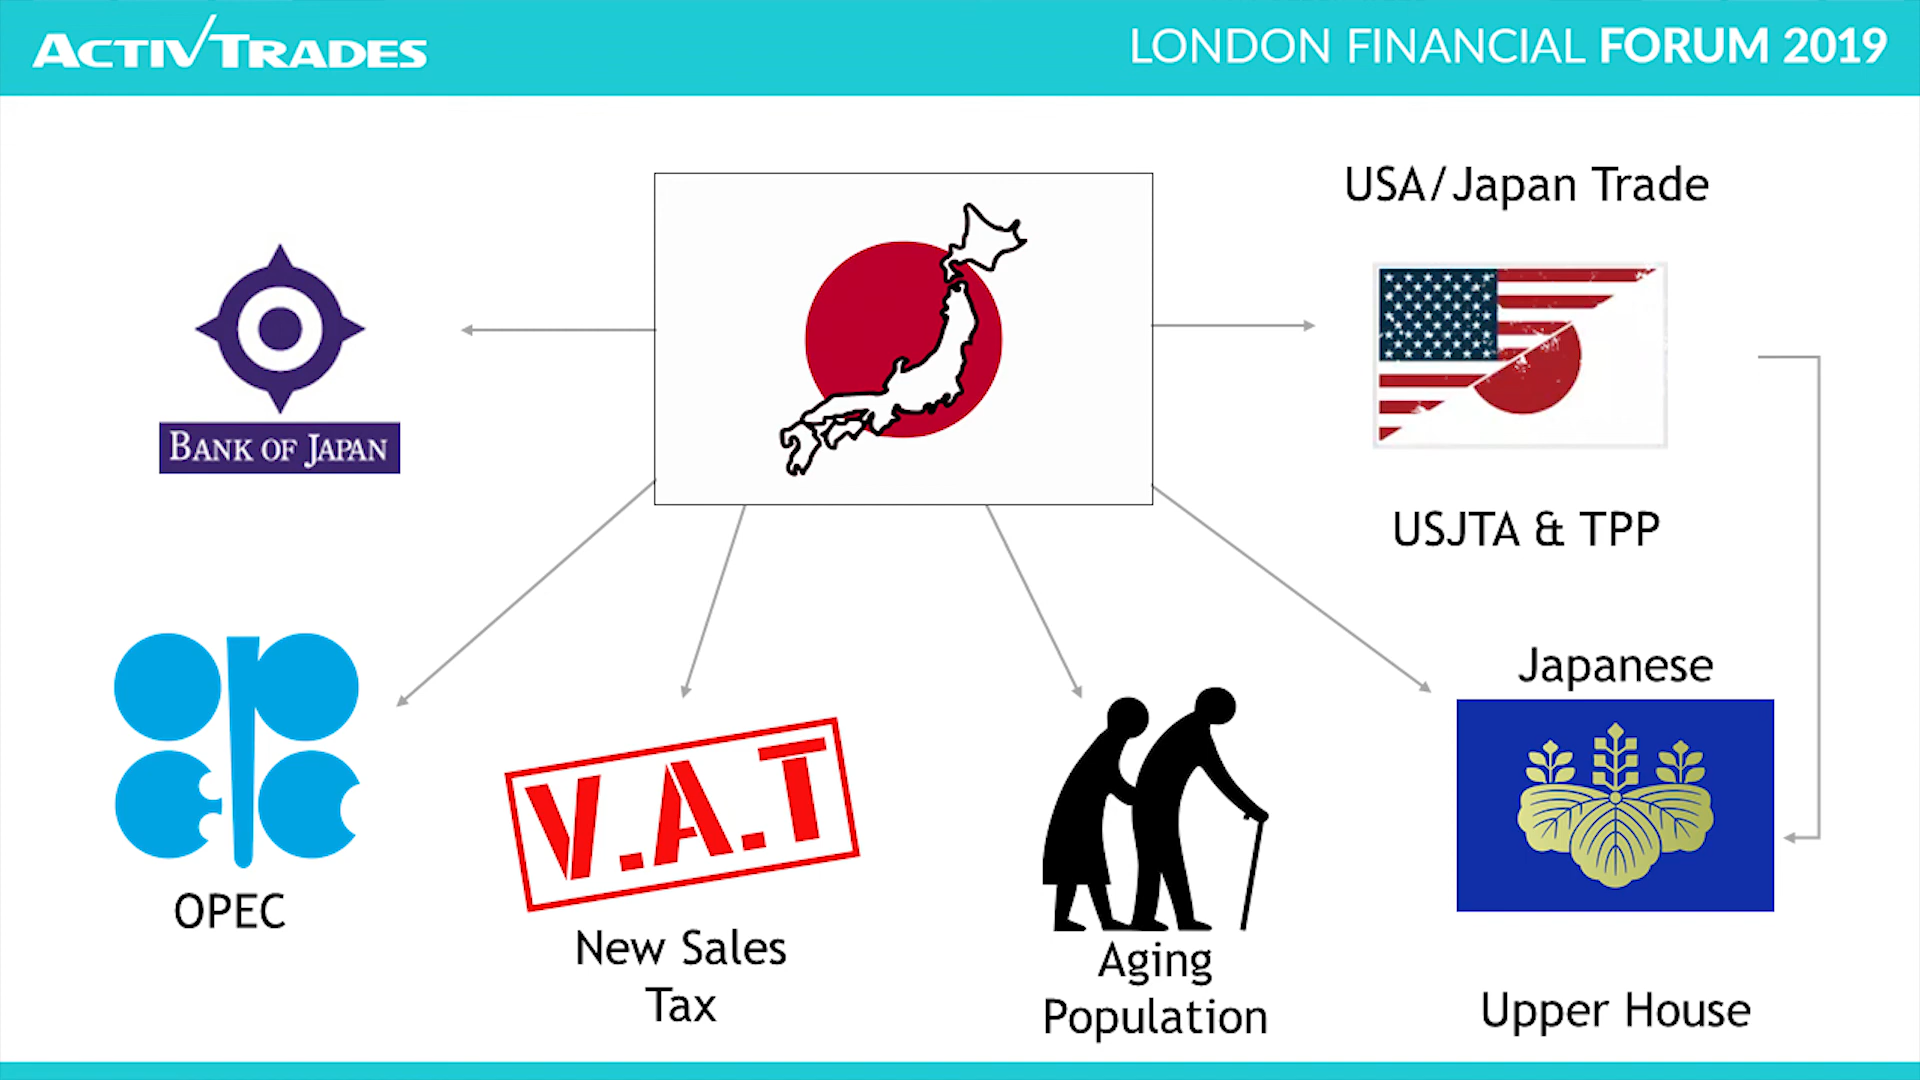 ACTIVTRADES
LONDON FINANCIAL FORUM 2019
USA/Japan Trade
BANK OF JAPAN
USJTA & TPP
Japanese
V.A.T
OPEC
New Sales
Tax
Aging
Population
Upper House